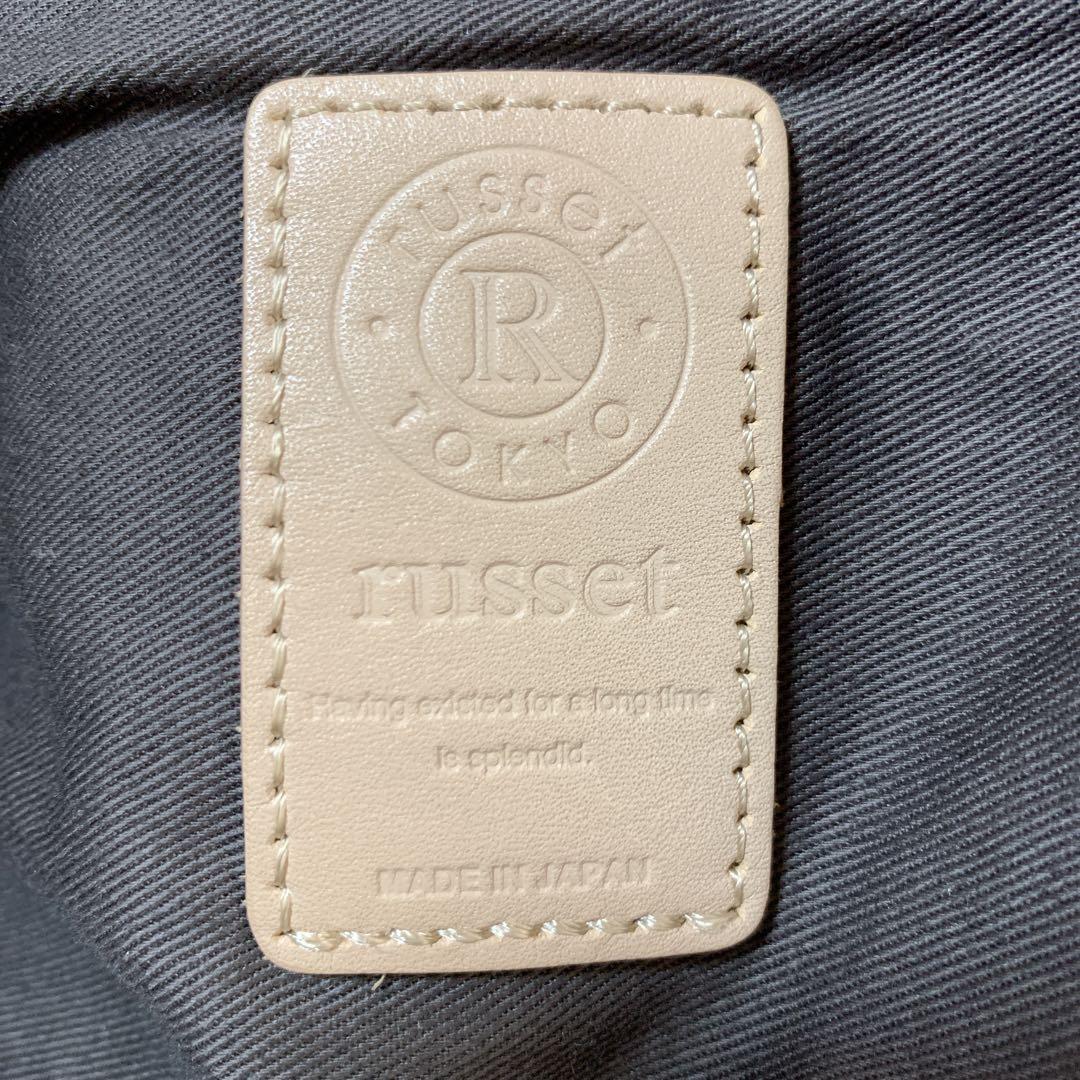 russet
R
TOKYO
russet
Having existed for a long time
is splendid.
MADE IN JAPAN